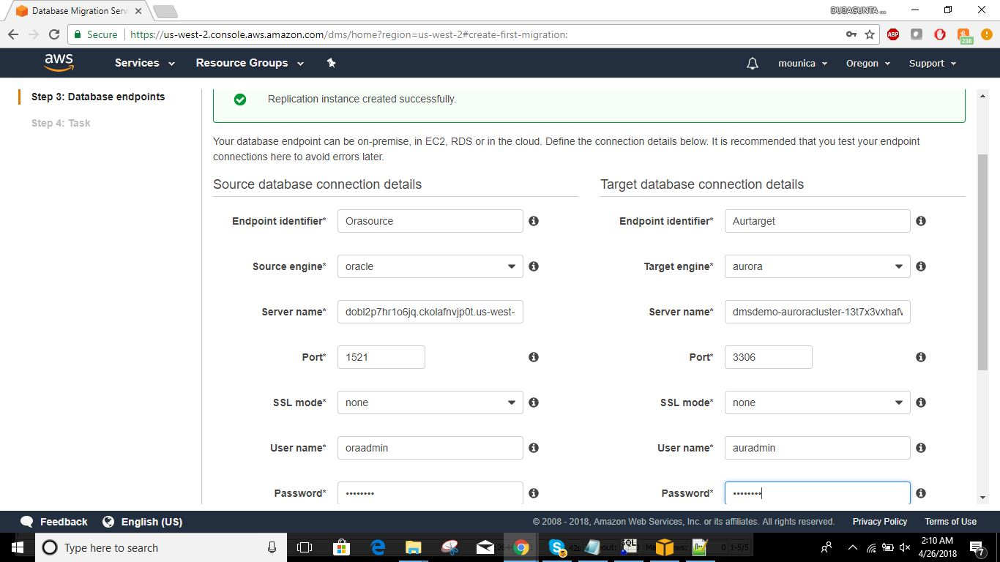 Database Migration Serv
DUBAGUNTA ...
Secure
https://us-west-2.console.aws.amazon.com/dms/home?region=us-west-2#create-first-migration:
ABP
238
aws
Services
Resource Groups
mounica
Oregon
Support
Step 3: Database endpoints
Step 4: Task
Replication instance created successfully.
Your database endpoint can be on-premise, in EC2, RDS or in the cloud. Define the connection details below. It is recommended that you test your endpoint
connections here to avoid errors later.
Source database connection details
Endpoint identifier*
Orasource
Source engine*
oracle
Server name*
dobl2p7hr1o6jq.ckolafnvjp0t.us-west-
Port*
1521
SSL mode*
none
User name*
oraadmin
Password*
••••••••
Target database connection details
Endpoint identifier*
Aurtarget
Target engine*
aurora
Server name*
dmsdemo-auroracluster-13t7x3vxhafv
Port*
3306
SSL mode*
none
User name*
auradmin
Password*
••••••••
Feedback
English (US)
© 2008 - 2018, Amazon Web Services, Inc. or its affiliates. All rights reserved.
Privacy Policy
Terms of Use
Type here to search
0 1-5/5
2:10 AM
4/26/2018
7